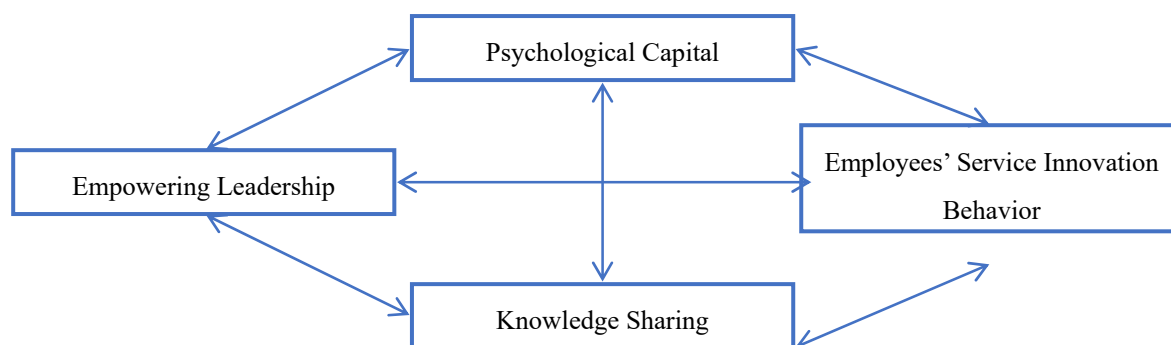 Psychological Capital
Empowering Leadership
Employees’ Service Innovation
Behavior
Knowledge Sharing